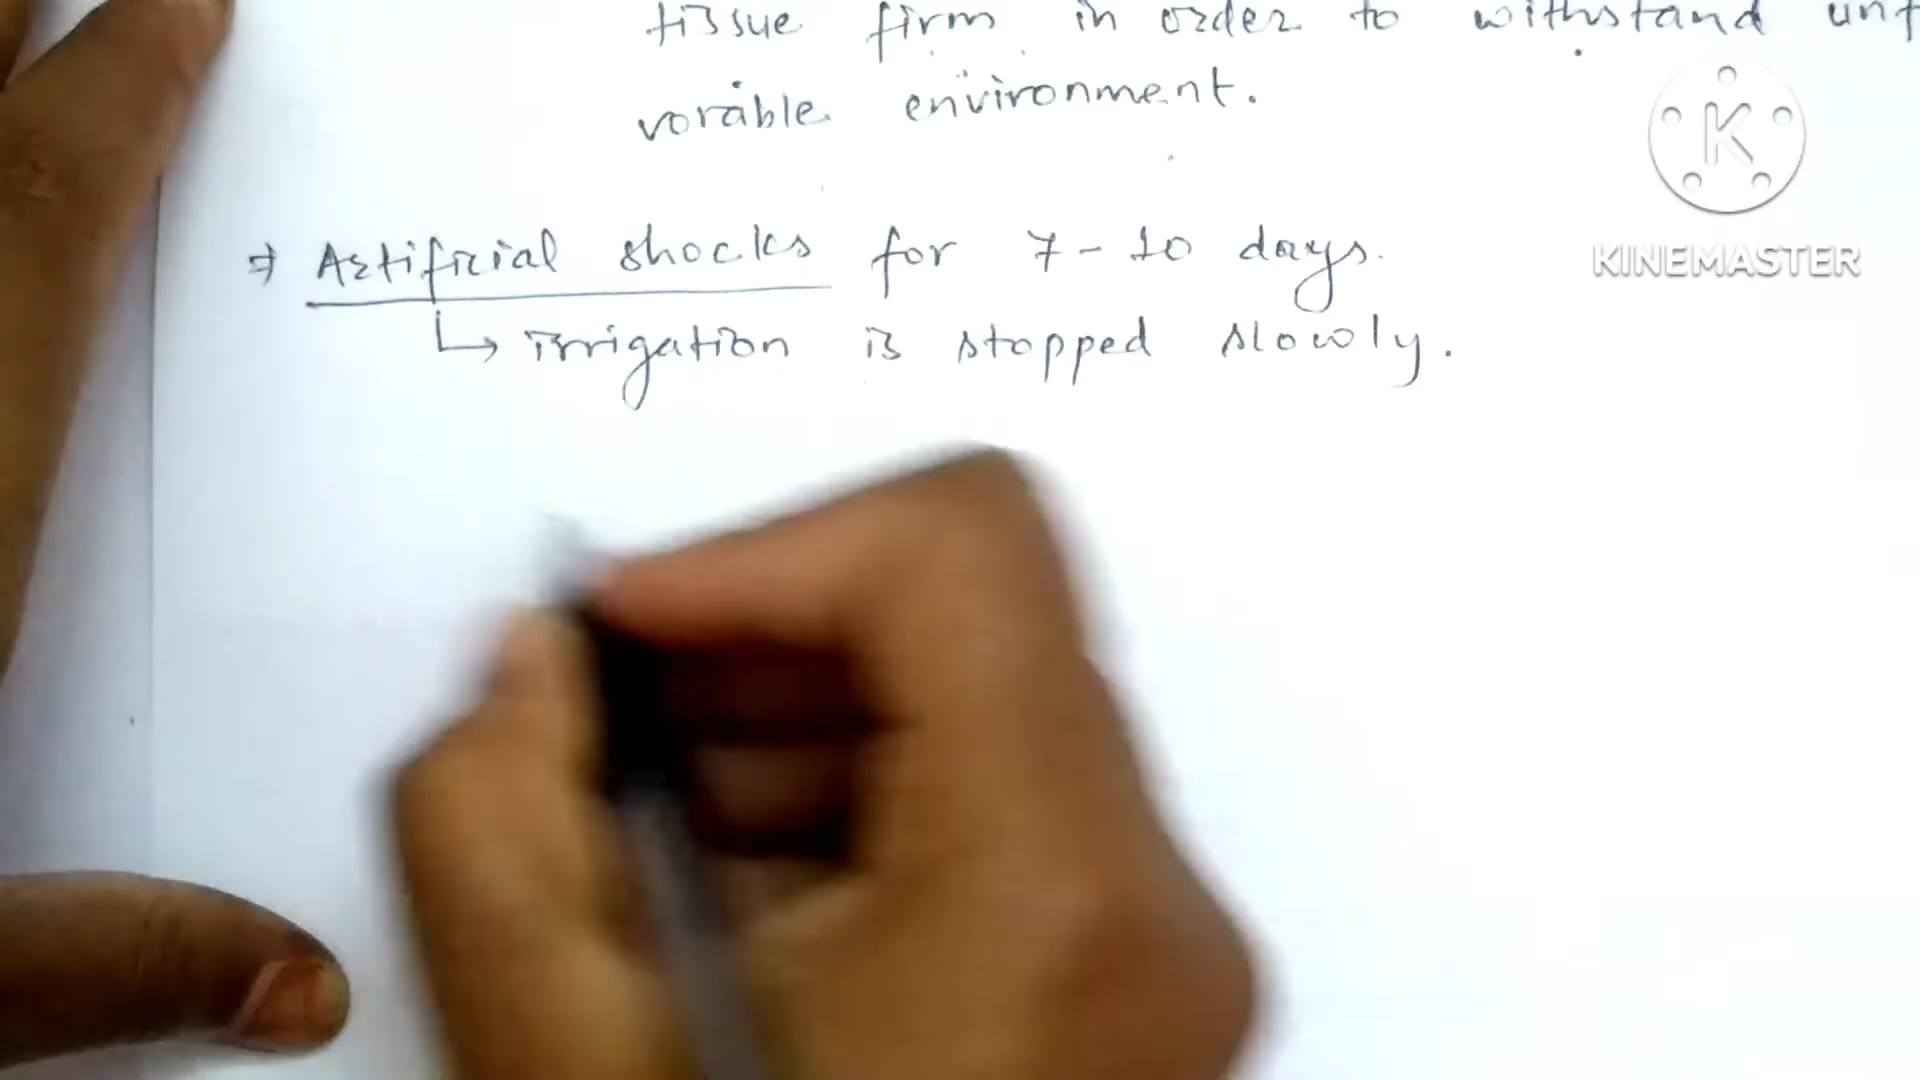 tissue firm in order to withstand unf
vorable environment.
K
KINEMASTER
⇒ Artificial shocks for 7-10 days.
↳ irrigation is stopped slowly.